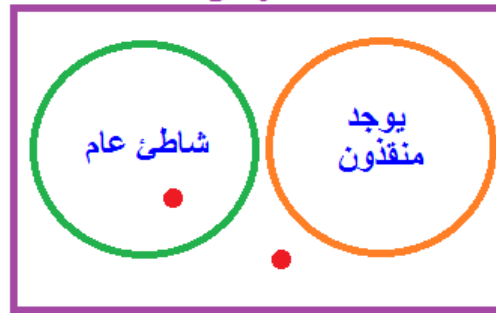 شاطئ عام
يوجد
منقذون